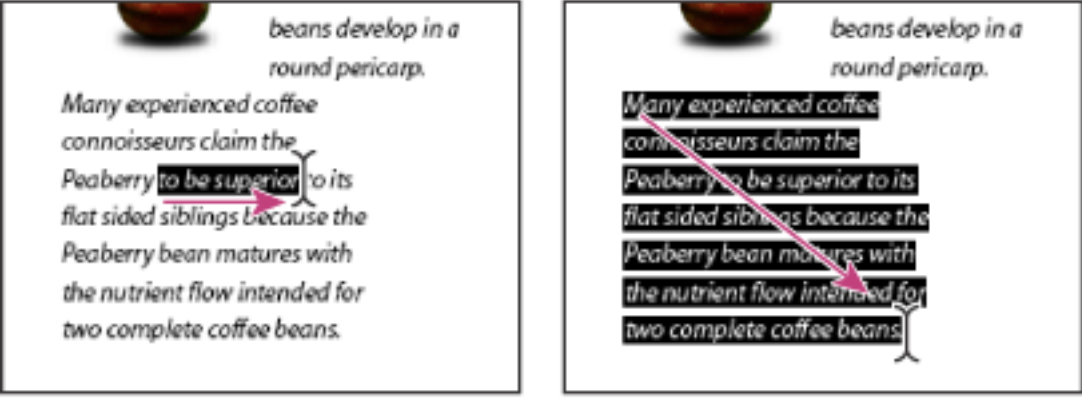 beans develop in a
round pericarp.
Many experienced coffee
connoisseurs claim the
Peaberry to be superior to its
flat sided siblings because the
Peaberry bean matures with
the nutrient flow intended for
two complete coffee beans.
beans develop in a
round pericarp.
Many experienced coffee
connoisseurs claim the
Peaberry to be superior to its
flat sided siblings because the
Peaberry bean matures with
the nutrient flow intended for
two complete coffee beans.